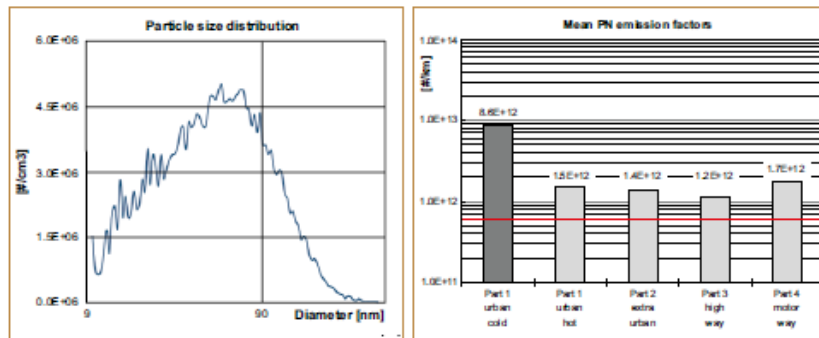 Particle size distribution
6.0E+06
4.5E+06
3.0E+06
1.5E+06
0.0E+06
[#/cm3]
9
90
Diameter [nm]
Mean PN emission factors
[#/km]
1.0E+14
1.0E+13
1.0E+12
1.0E+11
8.6E+12
1.5E+12
1.4E+12
1.2E+12
1.7E+12
Part 1
urban
cold
Part 1
urban
hot
Part 2
extra
urban
Part 3
high
way
Part 4
motor
way